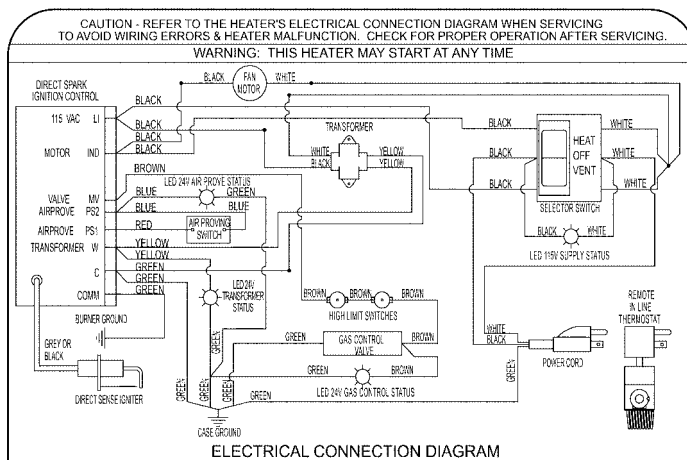 CAUTION - REFER TO THE HEATER'S ELECTRICAL CONNECTION DIAGRAM WHEN SERVICING
TO AVOID WIRING ERRORS & HEATER MALFUNCTION. CHECK FOR PROPER OPERATION AFTER SERVICING.
WARNING: THIS HEATER MAY START AT ANY TIME
DIRECT SPARK
IGNITION CONTROL
BLACK
FAN
MOTOR
WHITE
115 VAC LI
BLACK
BLACK
MOTOR IND
BLACK
TRANSFORMER
WHITE
BLACK
YELLOW
YELLOW
BLACK
BLACK
BLACK
HEAT
OFF
VENT
WHITE
WHITE
WHITE
SELECTOR SWITCH
BLACK
WHITE
LED 115V SUPPLY STATUS
BROWN
LED 24V AIR PROVE STATUS
VALVE MV
BLUE
GREEN
AIRPROVE PS2
BLUE
BLUE
AIRPROVE PS1
RED
AIR PROVING
SWITCH
TRANSFORMER W
YELLOW
YELLOW
C
GREEN
GREEN
COMM
GREEN
LED 24V
TRANSFORMER
STATUS
BROWN
BROWN
BROWN
HIGH LIMIT SWITCHES
REMOTE
IN LINE
THERMOSTAT
BURNER GROUND
GREY OR
BLACK
DIRECT SENSE IGNITER
GREEN
GREEN
GAS CONTROL
VALVE
BROWN
GREEN
BROWN
LED 24V GAS CONTROL STATUS
WHITE
BLACK
GREEN
POWER CORD
GREEN
GREEN
GREEN
GREEN
CASE GROUND
ELECTRICAL CONNECTION DIAGRAM